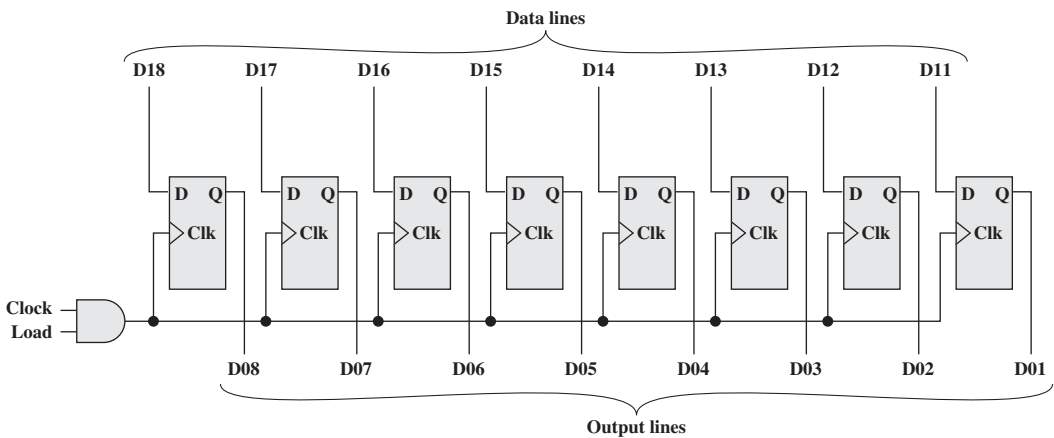 Data lines
D18 D17 D16 D15 D14 D13 D12 D11
D Q D Q D Q D Q D Q D Q D Q D Q
Clk Clk Clk Clk Clk Clk Clk Clk
Clock
Load
D08 D07 D06 D05 D04 D03 D02 D01
Output lines